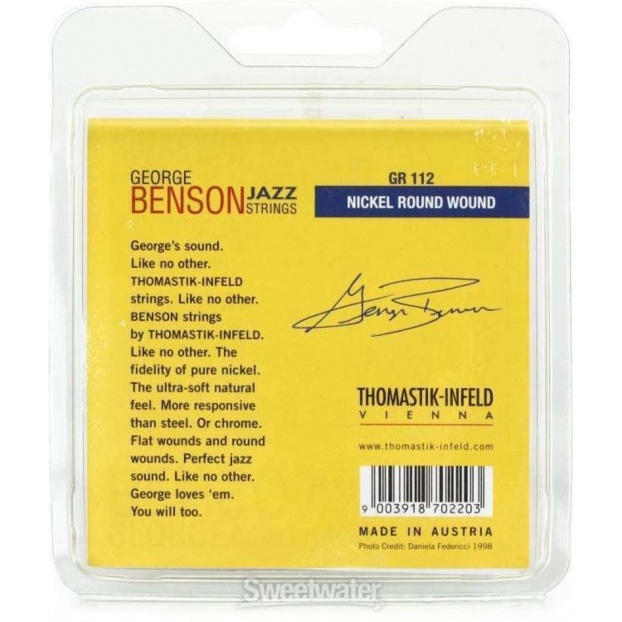 GEORGE
BENSON JAZZ
STRINGS
GR 112
NICKEL ROUND WOUND
George's sound.
Like no other.
THOMASTIK-INFELD
strings. Like no other.
BENSON strings
by THOMASTIK-INFELD.
Like no other. The
fidelity of pure nickel.
The ultra-soft natural
feel. More responsive
than steel. Or chrome.
Flat wounds and round
wounds. Perfect jazz
sound. Like no other.
George loves 'em.
You will too.
George Benson
THOMASTIK-INFELD
VIENNA
www.thomastik-infeld.com
9 003918 702203
MADE IN AUSTRIA
Photo Credit: Daniela Federicci 1998
Sweetwater